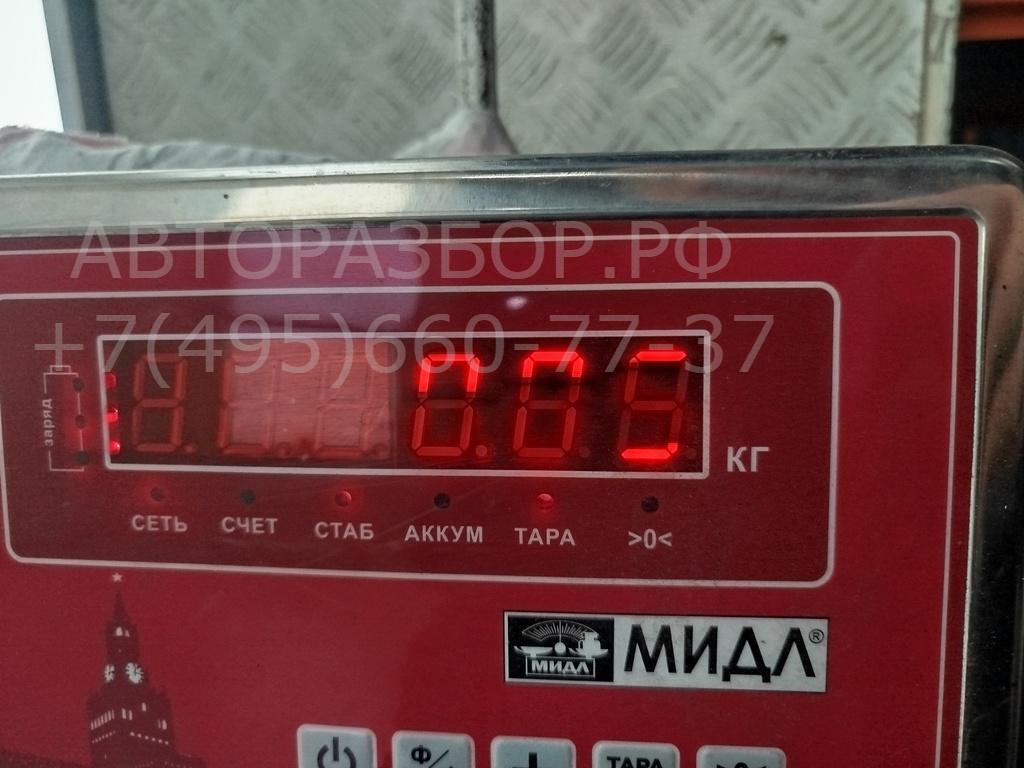 АВТОРАЗБОР.РФ
+7(495)660-77-37
заряд
КГ
СЕТЬ СЧЕТ СТАБ АККУМ ТАРА >0<
МИДЛ МИДЛ®
Ф/
ТАРА >0<